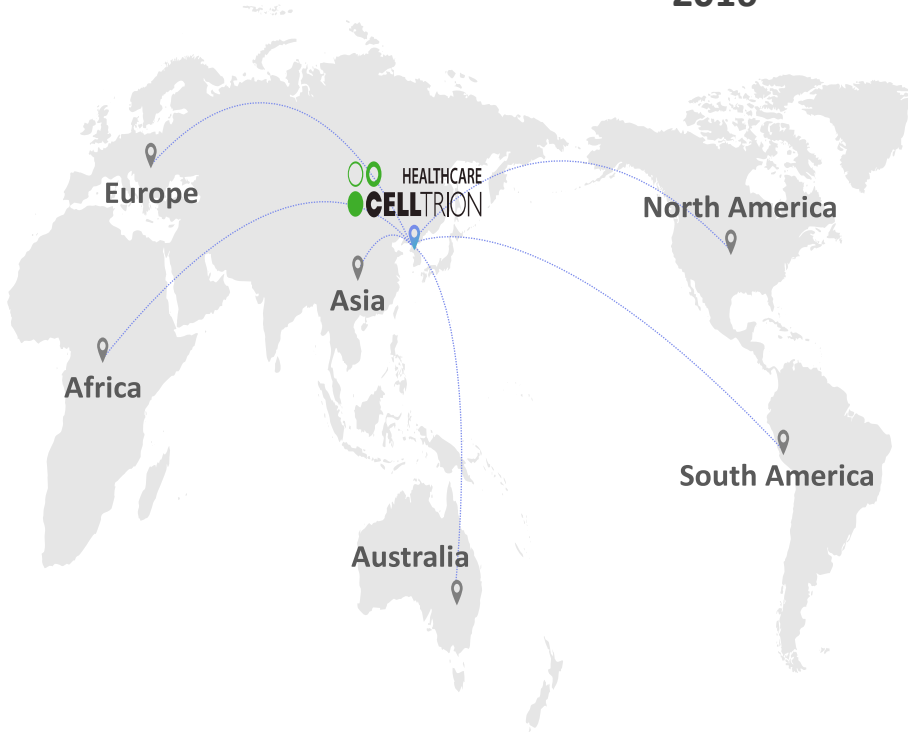 HEALTHCARE
CELLTRION
Europe
North America
Asia
Africa
South America
Australia